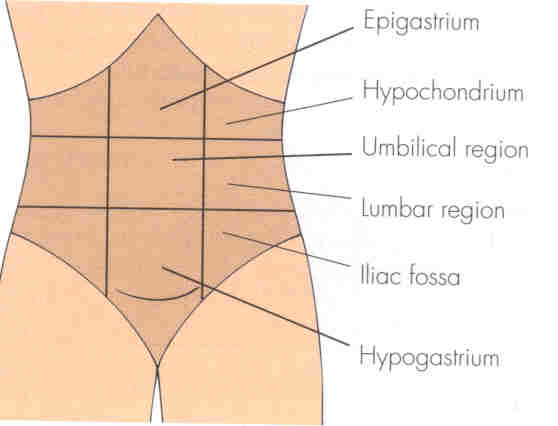 Epigastrium
Hypochondrium
Umbilical region
Lumbar region
Iliac fossa
Hypogastrium